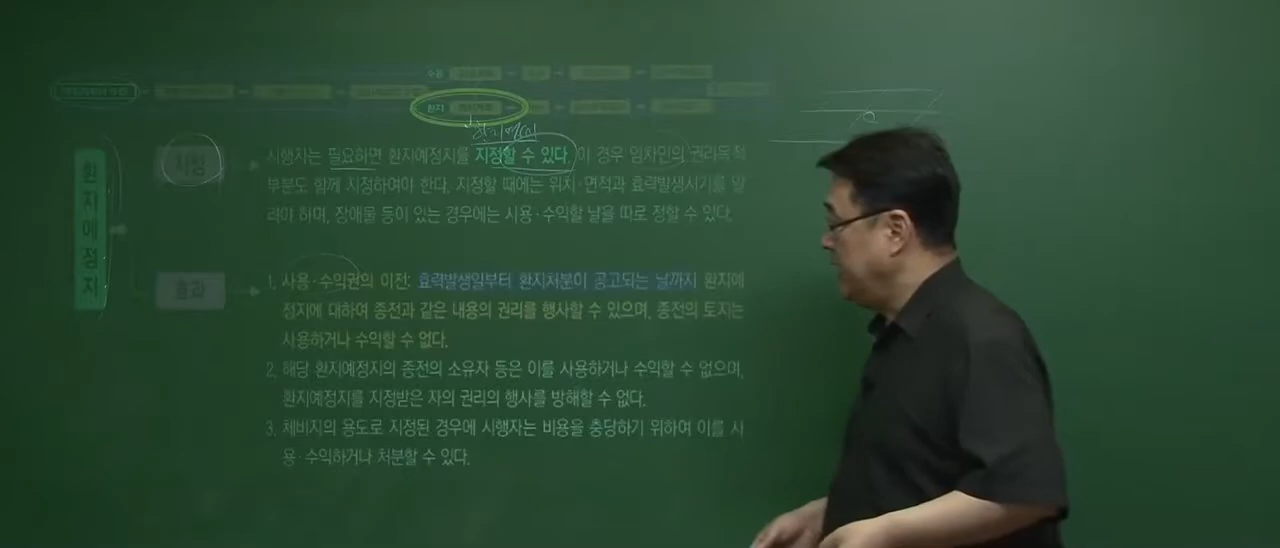 수용
환지
환지예정지
지정
시행자는 필요하면 환지예정지를 지정할 수 있다. 이 경우 임차인의 권리목적
부분도 함께 지정하여야 한다. 지정할 때에는 위치·면적과 효력발생시기를 알
려야 하며, 장애물 등이 있는 경우에는 사용·수익할 날을 따로 정할 수 있다.
효과
1. 사용·수익권의 이전: 효력발생일부터 환지처분이 공고되는 날까지 환지예
정지에 대하여 종전과 같은 내용의 권리를 행사할 수 있으며, 종전의 토지는
사용하거나 수익할 수 없다.
2. 해당 환지예정지의 종전의 소유자 등은 이를 사용하거나 수익할 수 없으며,
환지예정지를 지정받은 자의 권리의 행사를 방해할 수 없다.
3. 체비지의 용도로 지정된 경우에 시행자는 비용을 충당하기 위하여 이를 사
용·수익하거나 처분할 수 있다.